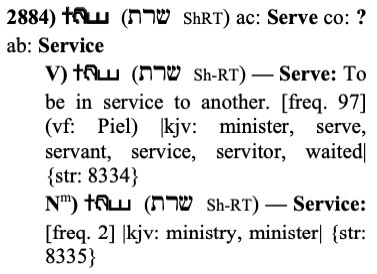 2884) (שרת ShRT) ac: Serve co: ?
ab: Service
V) (שרת Sh-RT) — Serve: To
be in service to another. [freq. 97]
(vf: Piel) |kjv: minister, serve,
servant, service, servitor, waited|
{str: 8334}
Nᵐ) (שרת Sh-RT) — Service:
[freq. 2] |kjv: ministry, minister| {str:
8335}